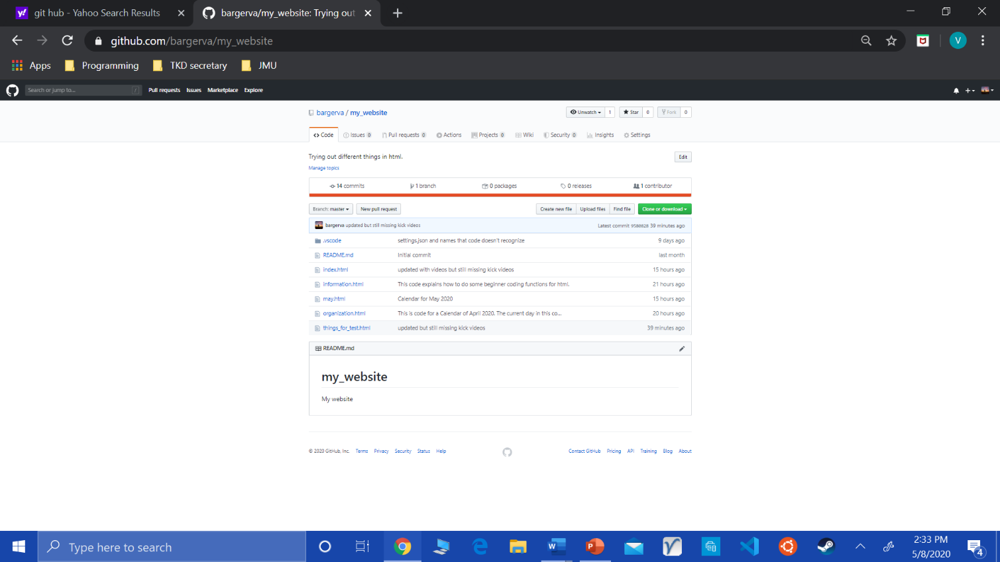 git hub - Yahoo Search Results
bargerva/my_website: Trying out
github.com/bargerva/my_website
V
Apps Programming TKD secretary JMU
Search or jump to... / Pull requests Issues Marketplace Explore
bargerva / my_website
Unwatch 1 Star 0 Fork 0
Code Issues 0 Pull requests 0 Actions Projects 0 Wiki Security 0 Insights Settings
Trying out different things in html. Edit
Manage topics
14 commits 1 branch 0 packages 0 releases 1 contributor
Branch: master New pull request Create new file Upload files Find file Clone or download
bargerva updated but still missing kick videos Latest commit 9580828 39 minutes ago
.vscode settings.json and names that code doesn't recognize 9 days ago
README.md Initial commit last month
index.html updated with videos but still missing kick videos 15 hours ago
information.html This code explains how to do some beginner coding functions for html. 21 hours ago
may.html Calendar for May 2020 15 hours ago
organization.html This is code for a Calendar of April 2020. The current day in this co... 20 hours ago
things_for_test.html updated but still missing kick videos 39 minutes ago
README.md
my_website
My website
© 2020 GitHub, Inc. Terms Privacy Security Status Help Contact GitHub Pricing API Training Blog About
Type here to search
2:33 PM
5/8/2020
4